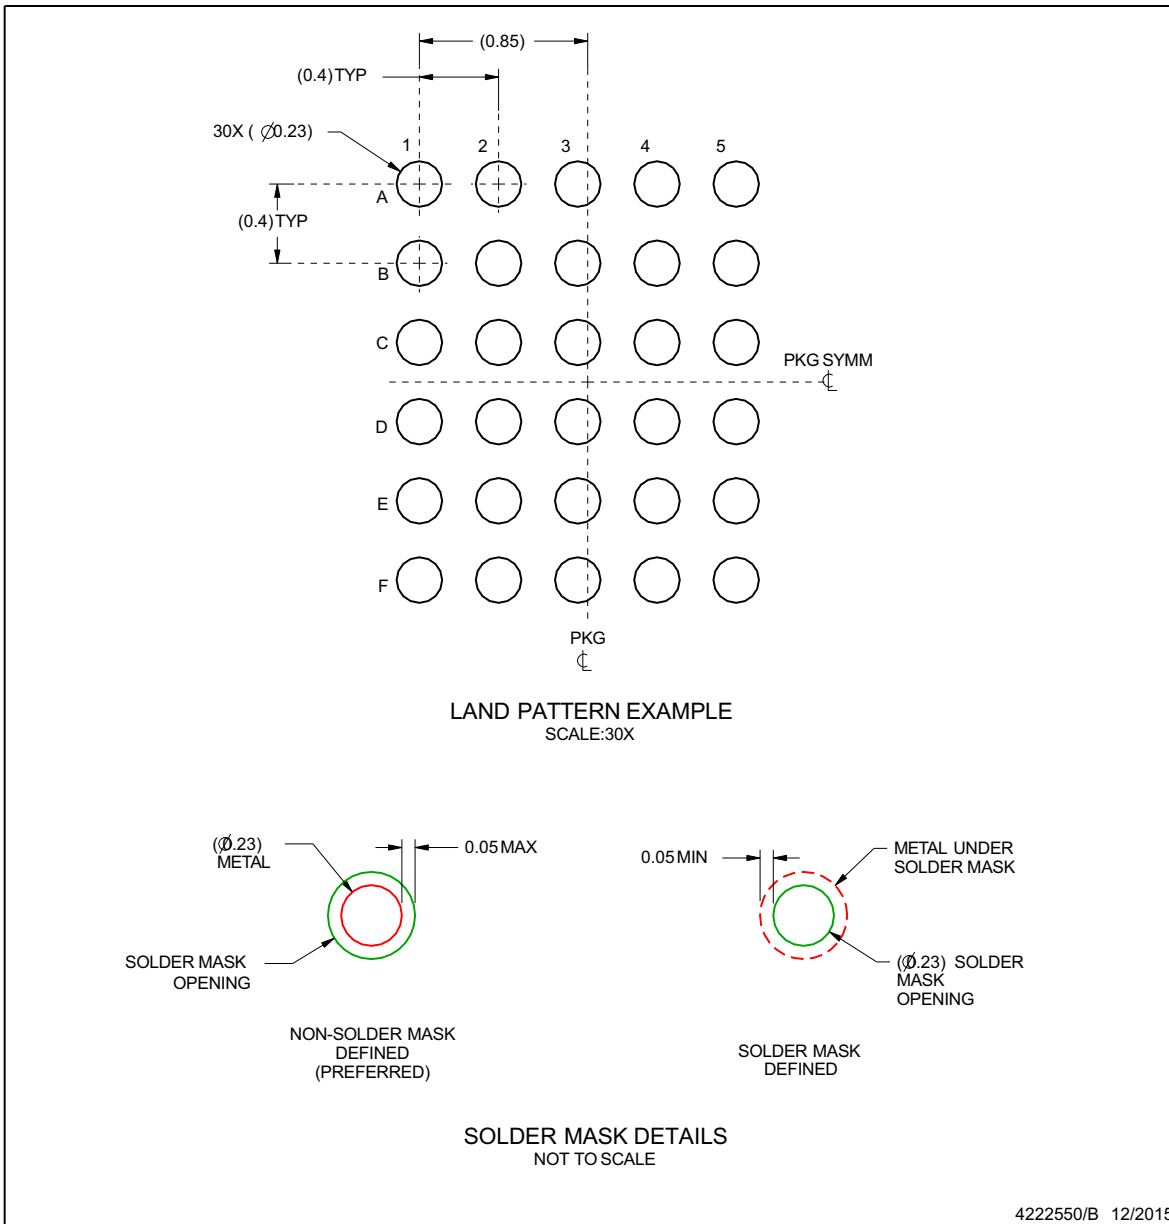 (0.85)
(0.4) TYP
30X ( ∅0.23)
1 2 3 4 5
A
(0.4) TYP
B
C
PKG SYMM
℄
D
E
F
PKG
℄
LAND PATTERN EXAMPLE
SCALE:30X
(∅0.23)
METAL
0.05 MAX
SOLDER MASK
OPENING
NON-SOLDER MASK
DEFINED
(PREFERRED)
0.05 MIN
METAL UNDER
SOLDER MASK
(∅0.23) SOLDER
MASK
OPENING
SOLDER MASK
DEFINED
SOLDER MASK DETAILS
NOT TO SCALE
4222550/B 12/2015